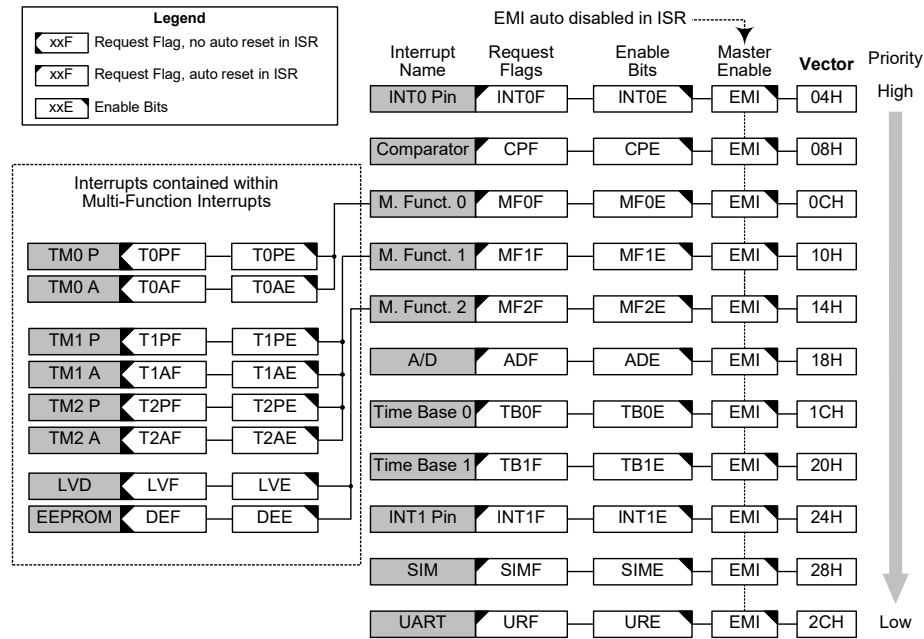 Legend
xxF Request Flag, no auto reset in ISR
xxF Request Flag, auto reset in ISR
xxE Enable Bits
EMI auto disabled in ISR
Interrupt Name
Request Flags
Enable Bits
Master Enable
Vector
Priority
High
INT0 Pin INT0F INT0E EMI 04H
Comparator CPF CPE EMI 08H
M. Funct. 0 MF0F MF0E EMI 0CH
M. Funct. 1 MF1F MF1E EMI 10H
M. Funct. 2 MF2F MF2E EMI 14H
A/D ADF ADE EMI 18H
Time Base 0 TB0F TB0E EMI 1CH
Time Base 1 TB1F TB1E EMI 20H
INT1 Pin INT1F INT1E EMI 24H
SIM SIMF SIME EMI 28H
UART URF URE EMI 2CH
Low
Interrupts contained within
Multi-Function Interrupts
TM0 P T0PF T0PE
TM0 A T0AF T0AE
TM1 P T1PF T1PE
TM1 A T1AF T1AE
TM2 P T2PF T2PE
TM2 A T2AF T2AE
LVD LVF LVE
EEPROM DEF DEE